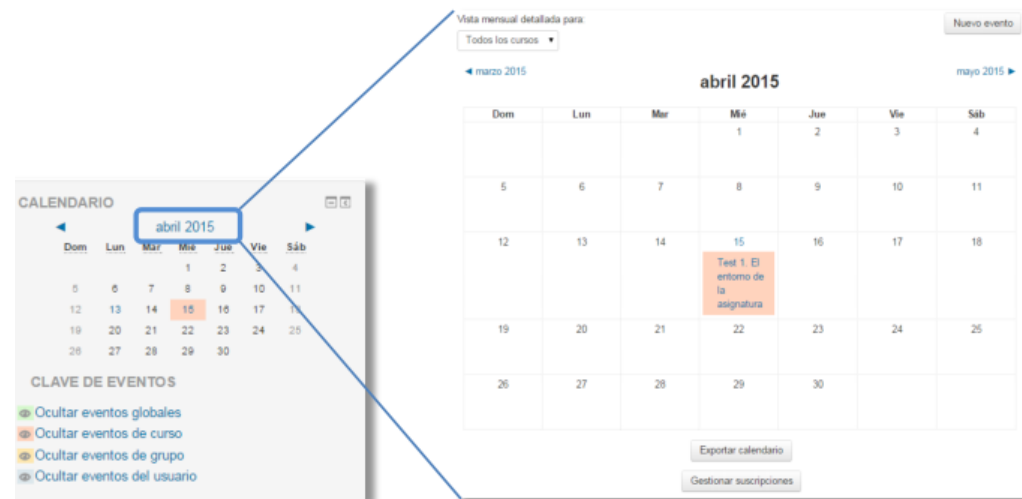 CALENDARIO
◄ abril 2015 ►
Dom Lun Mar Mié Jue Vie Sáb
1 2 3 4
5 6 7 8 9 10 11
12 13 14 15 16 17 18
19 20 21 22 23 24 25
26 27 28 29 30
CLAVE DE EVENTOS
Ocultar eventos globales
Ocultar eventos de curso
Ocultar eventos de grupo
Ocultar eventos del usuario
Vista mensual detallada para:
Todos los cursos ▼
Nuevo evento
◄ marzo 2015
abril 2015
mayo 2015 ►
Dom Lun Mar Mié Jue Vie Sáb
1 2 3 4
5 6 7 8 9 10 11
12 13 14 15 16 17 18
Test 1. El
entorno de
la
asignatura
19 20 21 22 23 24 25
26 27 28 29 30
Exportar calendario
Gestionar suscripciones